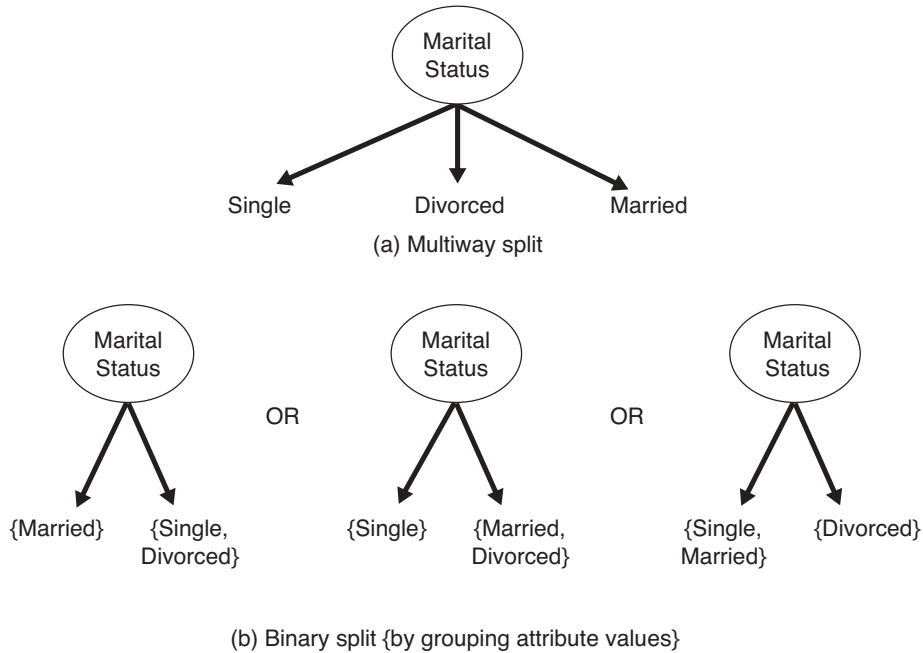 Marital
Status
Single
Divorced
Married
(a) Multiway split
Marital
Status
{Married}
{Single,
Divorced}
OR
Marital
Status
{Single}
{Married,
Divorced}
OR
Marital
Status
{Single,
Married}
{Divorced}
(b) Binary split {by grouping attribute values}